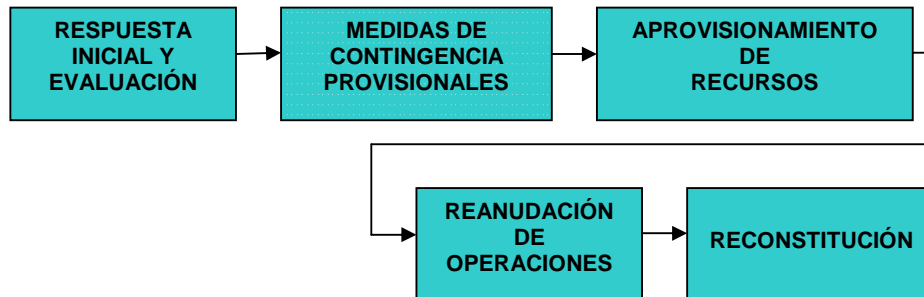 RESPUESTA
INICIAL Y
EVALUACIÓN
MEDIDAS DE
CONTINGENCIA
PROVISIONALES
APROVISIONAMIENTO
DE
RECURSOS
REANUDACIÓN
DE
OPERACIONES
RECONSTITUCIÓN